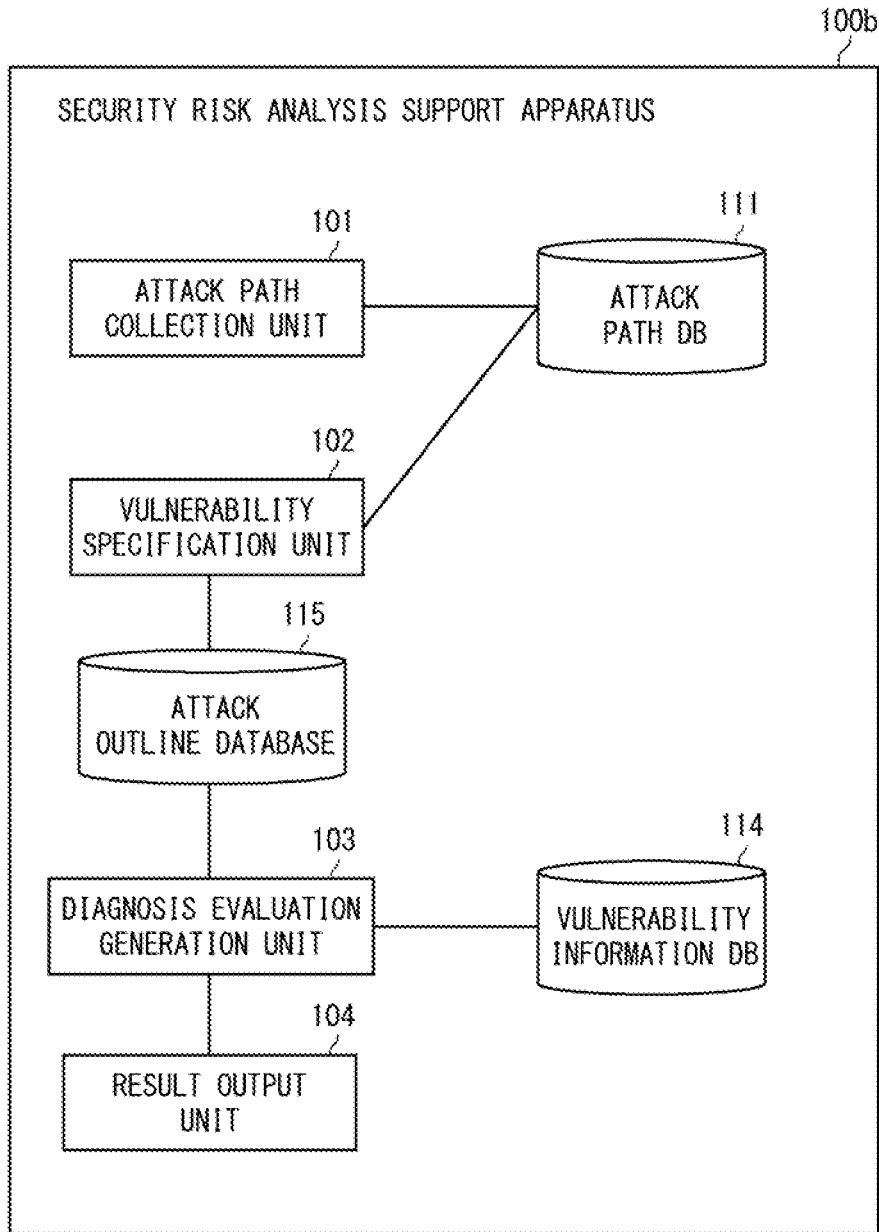 100b
SECURITY RISK ANALYSIS SUPPORT APPARATUS
101
ATTACK PATH
COLLECTION UNIT
111
ATTACK
PATH DB
102
VULNERABILITY
SPECIFICATION UNIT
115
ATTACK
OUTLINE DATABASE
103
DIAGNOSIS EVALUATION
GENERATION UNIT
114
VULNERABILITY
INFORMATION DB
104
RESULT OUTPUT
UNIT